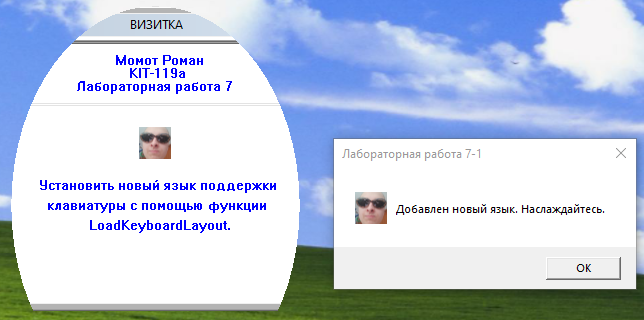 ВИЗИТКА
Момот Роман
КІТ-119а
Лабораторная работа 7
Установить новый язык поддержки
клавиатуры с помощью функции
LoadKeyboardLayout.
Лабораторная работа 7-1
Добавлен новый язык. Наслаждайтесь.
OK